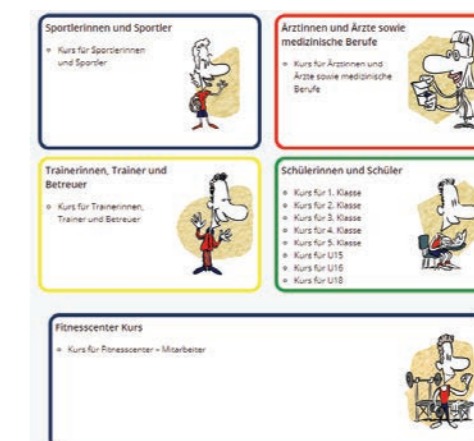 Sportlerinnen und Sportler
Kurs für Sportlerinnen
und Sportler
Ärztinnen und Ärzte sowie
medizinische Berufe
Kurs für Ärztinnen und
Ärzte sowie medizinische
Berufe
Trainerinnen, Trainer und
Betreuer
Kurs für Trainerinnen,
Trainer und Betreuer
Schülerinnen und Schüler
Kurs für 1. Klasse
Kurs für 2. Klasse
Kurs für 3. Klasse
Kurs für 4. Klasse
Kurs für 5. Klasse
Kurs für U15
Kurs für U16
Kurs für U18
Fitnesscenter Kurs
Kurs für Fitnesscenter – Mitarbeiter